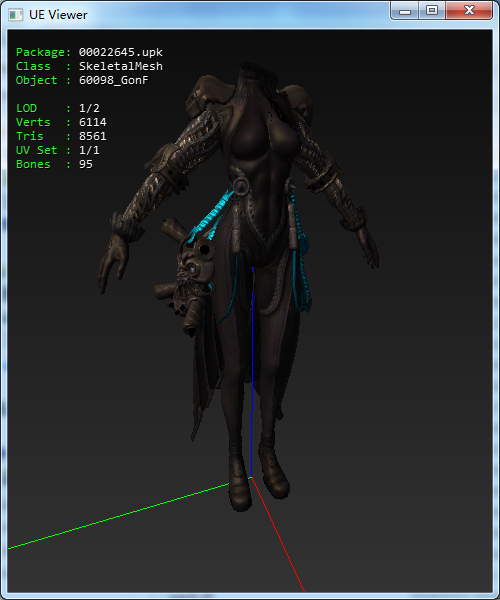 UE Viewer
Package: 00022645.upk
Class : SkeletalMesh
Object : 60098_GonF
LOD : 1/2
Verts : 6114
Tris : 8561
UV Set : 1/1
Bones : 95